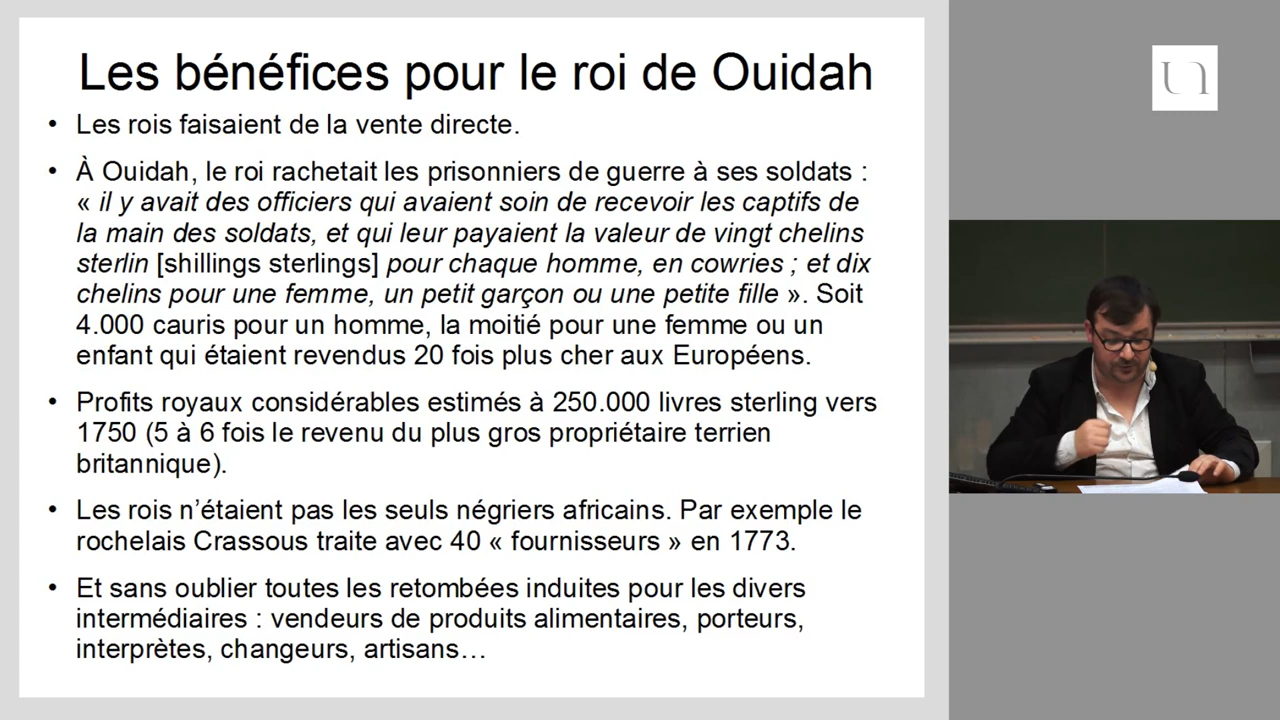 Les bénéfices pour le roi de Ouidah
• Les rois faisaient de la vente directe.
• À Ouidah, le roi rachetait les prisonniers de guerre à ses soldats :
« il y avait des officiers qui avaient soin de recevoir les captifs de
la main des soldats, et qui leur payaient la valeur de vingt chelins
sterlin [shillings sterlings] pour chaque homme, en cowries ; et dix
chelins pour une femme, un petit garçon ou une petite fille ». Soit
4.000 cauris pour un homme, la moitié pour une femme ou un
enfant qui étaient revendus 20 fois plus cher aux Européens.
• Profits royaux considérables estimés à 250.000 livres sterling vers
1750 (5 à 6 fois le revenu du plus gros propriétaire terrien
britannique).
• Les rois n’étaient pas les seuls négriers africains. Par exemple le
rochelais Crassous traite avec 40 « fournisseurs » en 1773.
• Et sans oublier toutes les retombées induites pour les divers
intermédiaires : vendeurs de produits alimentaires, porteurs,
interprètes, changeurs, artisans…